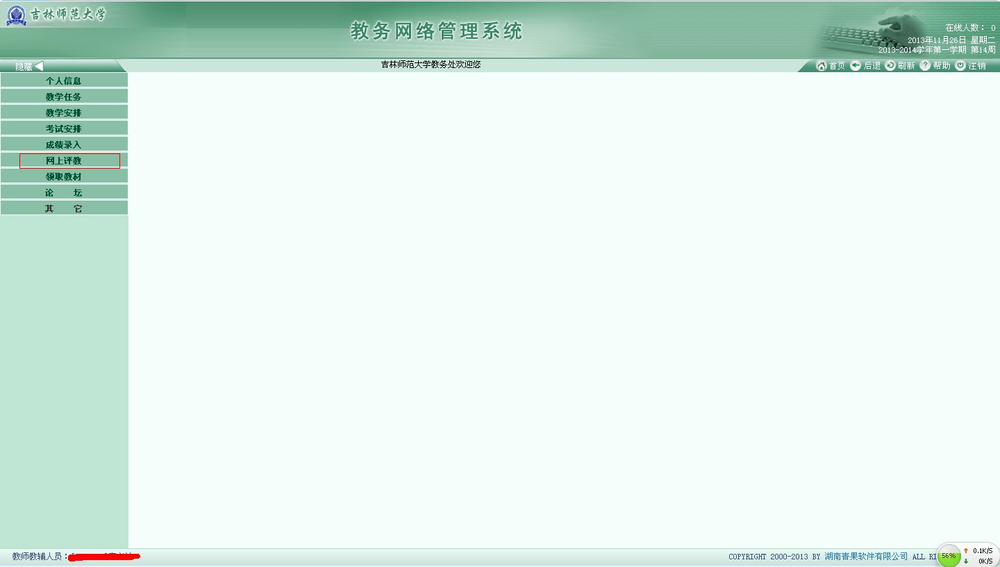 吉林师范大学
教务网络管理系统
在线人数: 0
2013年11月26日 星期二
2013-2014学年第一学期 第14周
隐藏
吉林师范大学教务处欢迎您
首页 后退 刷新 帮助 注销
个人信息
教学任务
教学安排
考试安排
成绩录入
网上评教
领取教材
论 坛
其 它
教师教辅人员:
COPYRIGHT 2000-2013 BY 湖南青果软件有限公司 ALL RI
56%
0.1K/S
0K/S